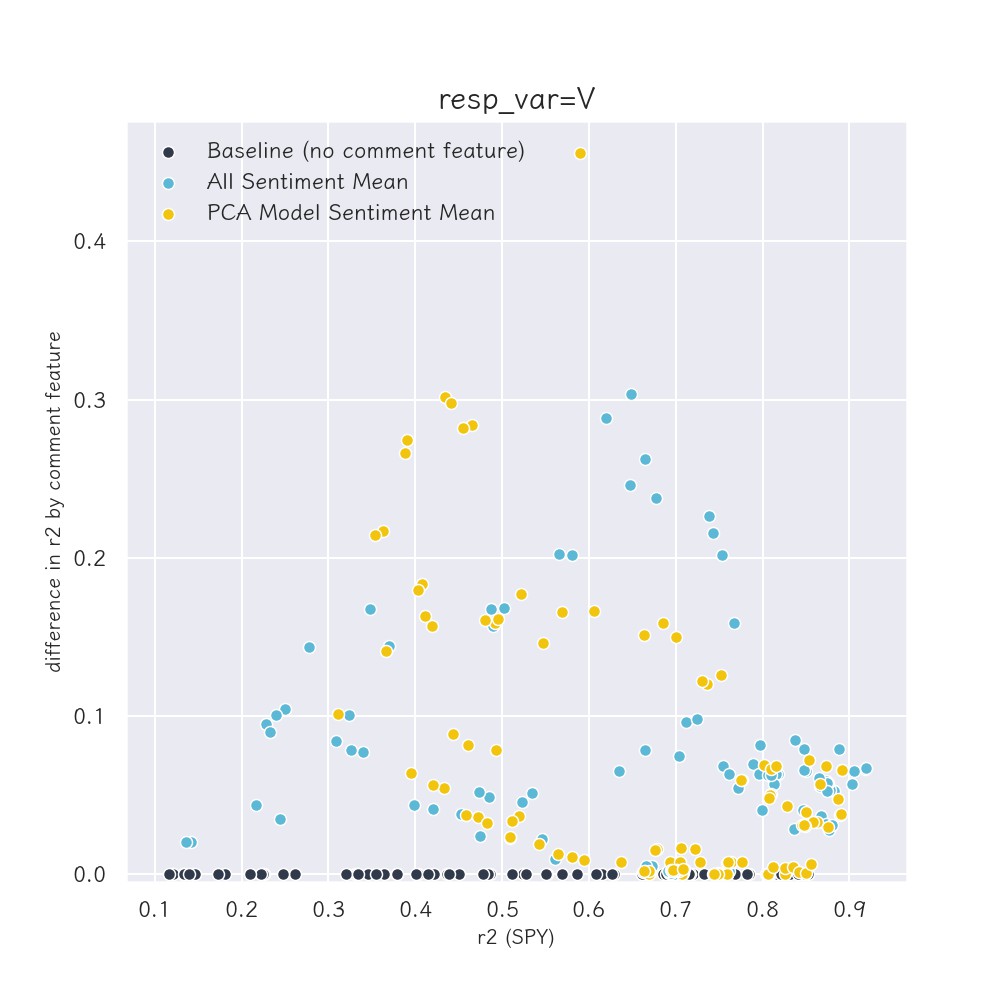 resp_var=V
Baseline (no comment feature)
All Sentiment Mean
PCA Model Sentiment Mean
difference in r2 by comment feature
0.4
0.3
0.2
0.1
0.0
0.1 0.2 0.3 0.4 0.5 0.6 0.7 0.8 0.9
r2 (SPY)